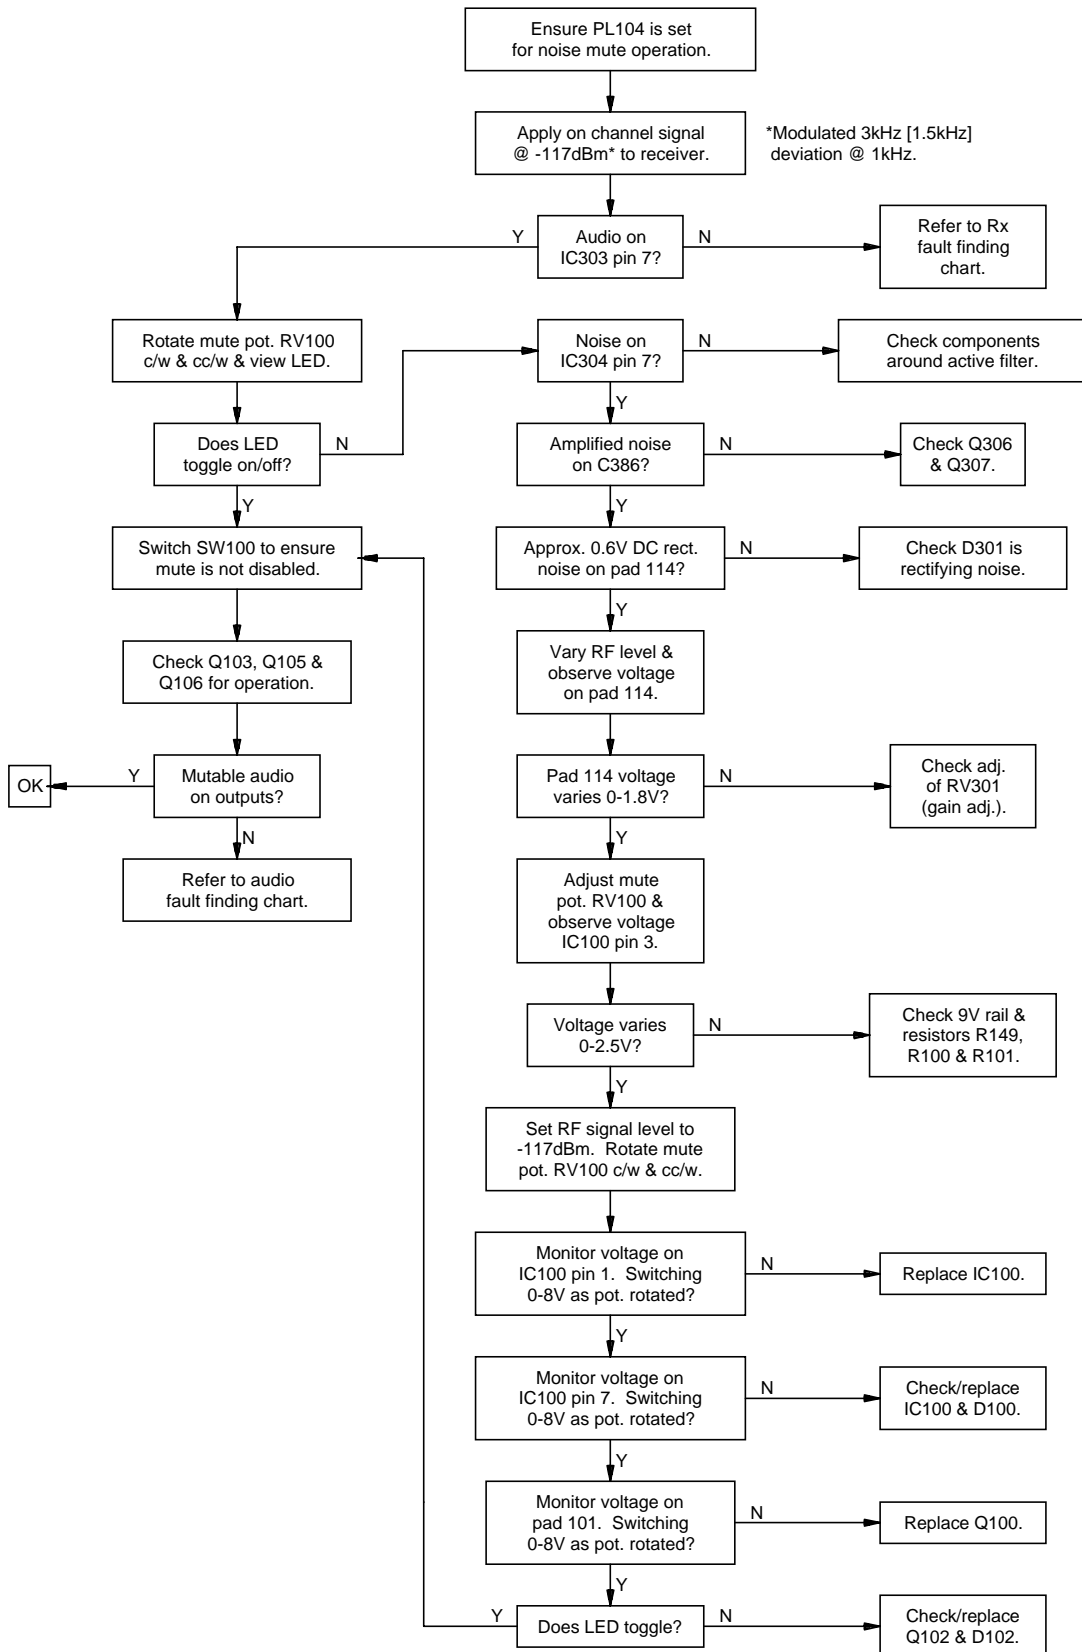 Ensure PL104 is set
for noise mute operation.
Apply on channel signal
@ -117dBm* to receiver.
*Modulated 3kHz [1.5kHz]
deviation @ 1kHz.
Y
Audio on
IC303 pin 7?
N
Refer to Rx
fault finding
chart.
Rotate mute pot. RV100
c/w & cc/w & view LED.
Noise on
IC304 pin 7?
N
Check components
around active filter.
Y
Does LED
toggle on/off?
N
Amplified noise
on C386?
N
Check Q306
& Q307.
Y
Y
Switch SW100 to ensure
mute is not disabled.
Approx. 0.6V DC rect.
noise on pad 114?
N
Check D301 is
rectifying noise.
Y
Check Q103, Q105 &
Q106 for operation.
Vary RF level &
observe voltage
on pad 114.
OK
Y
Mutable audio
on outputs?
N
Pad 114 voltage
varies 0-1.8V?
N
Check adj.
of RV301
(gain adj.).
Y
Refer to audio
fault finding chart.
Adjust mute
pot. RV100 &
observe voltage
IC100 pin 3.
Voltage varies
0-2.5V?
N
Check 9V rail &
resistors R149,
R100 & R101.
Y
Set RF signal level to
-117dBm. Rotate mute
pot. RV100 c/w & cc/w.
Monitor voltage on
IC100 pin 1. Switching
0-8V as pot. rotated?
N
Replace IC100.
Y
Monitor voltage on
IC100 pin 7. Switching
0-8V as pot. rotated?
N
Check/replace
IC100 & D100.
Y
Monitor voltage on
pad 101. Switching
0-8V as pot. rotated?
N
Replace Q100.
Y
Y
Does LED toggle?
N
Check/replace
Q102 & D102.